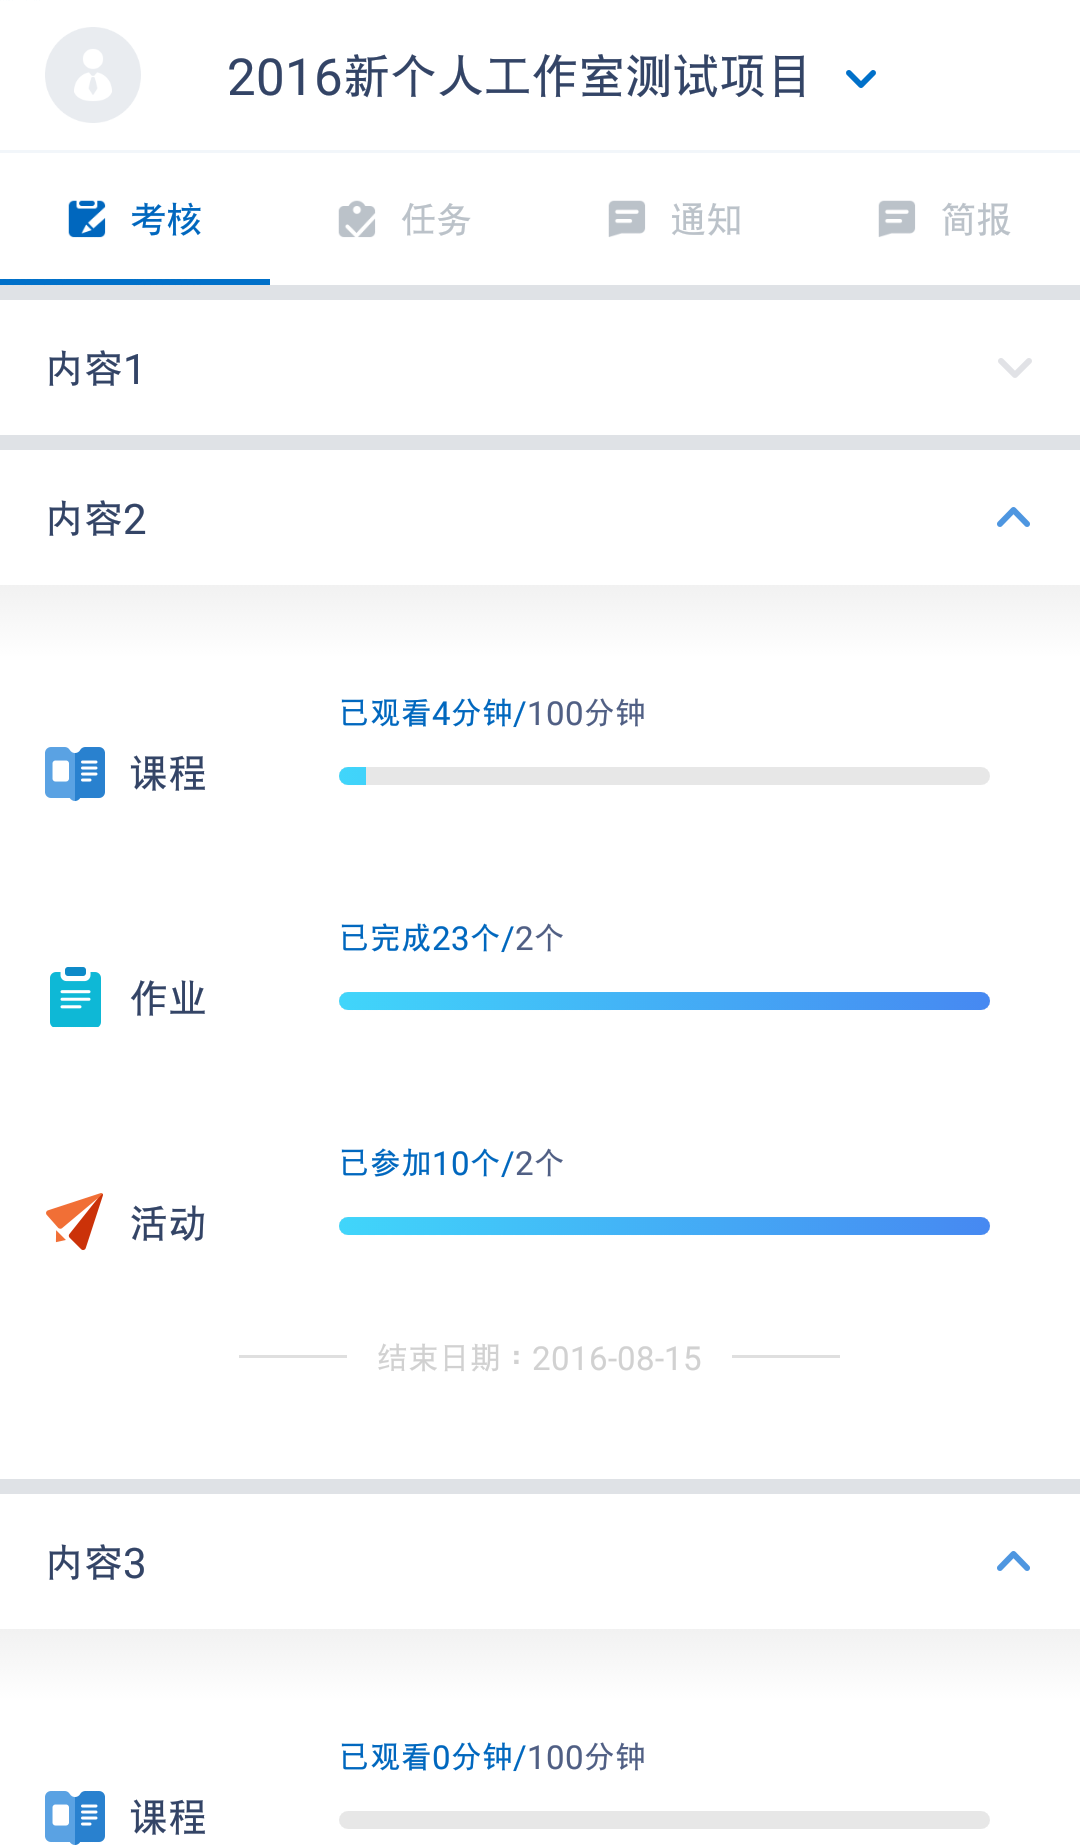 2016新个人工作室测试项目
考核 任务 通知 简报
内容1
内容2
已观看4分钟/100分钟
课程
已完成23个/2个
作业
已参加10个/2个
活动
结束日期：2016-08-15
内容3
已观看0分钟/100分钟
课程